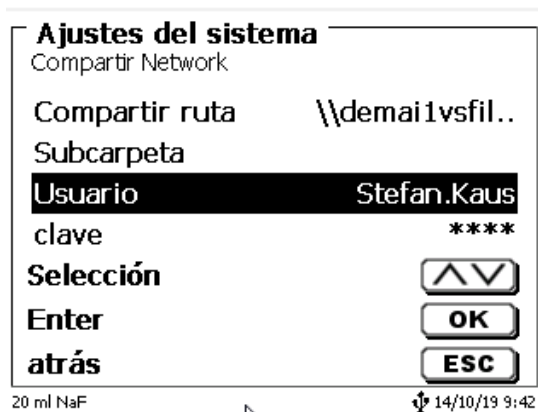 Ajustes del sistema
Compartir Network
Compartir ruta \\demai1vsfil..
Subcarpeta
Usuario Stefan.Kaus
clave ****
Selección
Enter OK
atrás ESC
20 ml NaF 14/10/19 9:42